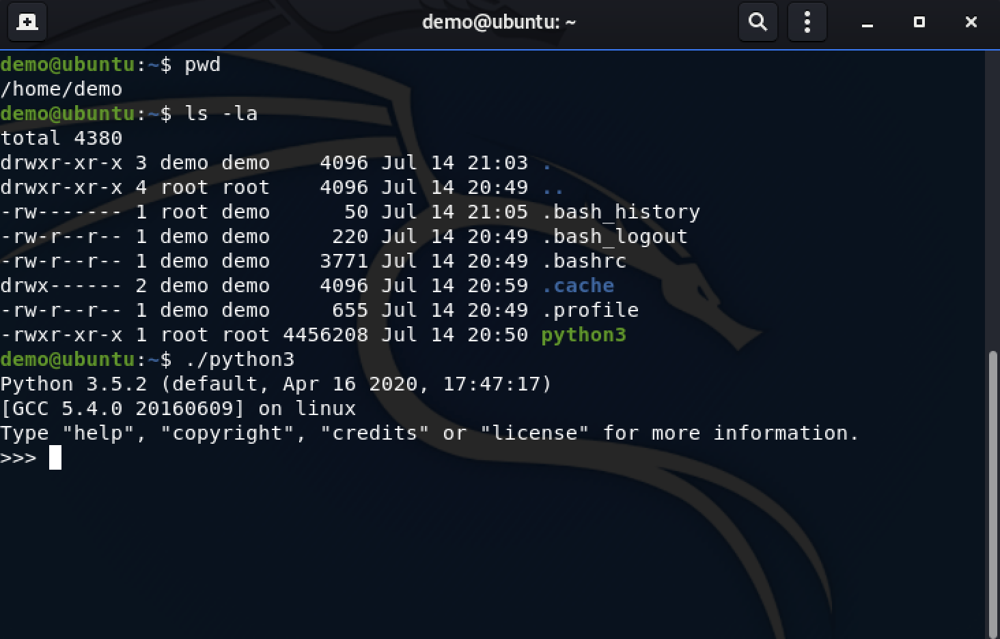 demo@ubuntu: ~
demo@ubuntu:~$ pwd
/home/demo
demo@ubuntu:~$ ls -la
total 4380
drwxr-xr-x 3 demo demo    4096 Jul 14 21:03 .
drwxr-xr-x 4 root root    4096 Jul 14 20:49 ..
-rw------- 1 root demo      50 Jul 14 21:05 .bash_history
-rw-r--r-- 1 demo demo     220 Jul 14 20:49 .bash_logout
-rw-r--r-- 1 demo demo    3771 Jul 14 20:49 .bashrc
drwx------ 2 demo demo    4096 Jul 14 20:59 .cache
-rw-r--r-- 1 demo demo     655 Jul 14 20:49 .profile
-rwxr-xr-x 1 root root 4456208 Jul 14 20:50 python3
demo@ubuntu:~$ ./python3
Python 3.5.2 (default, Apr 16 2020, 17:47:17)
[GCC 5.4.0 20160609] on linux
Type "help", "copyright", "credits" or "license" for more information.
>>>